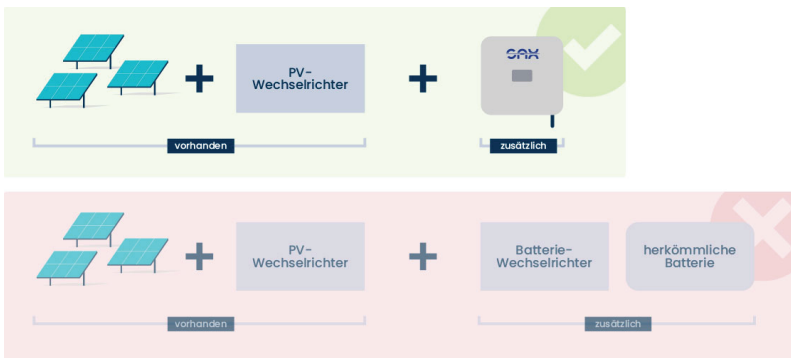 PV-
Wechselrichter
SAX
vorhanden
zusätzlich
PV-
Wechselrichter
Batterie-
Wechselrichter
herkömmliche
Batterie
vorhanden
zusätzlich